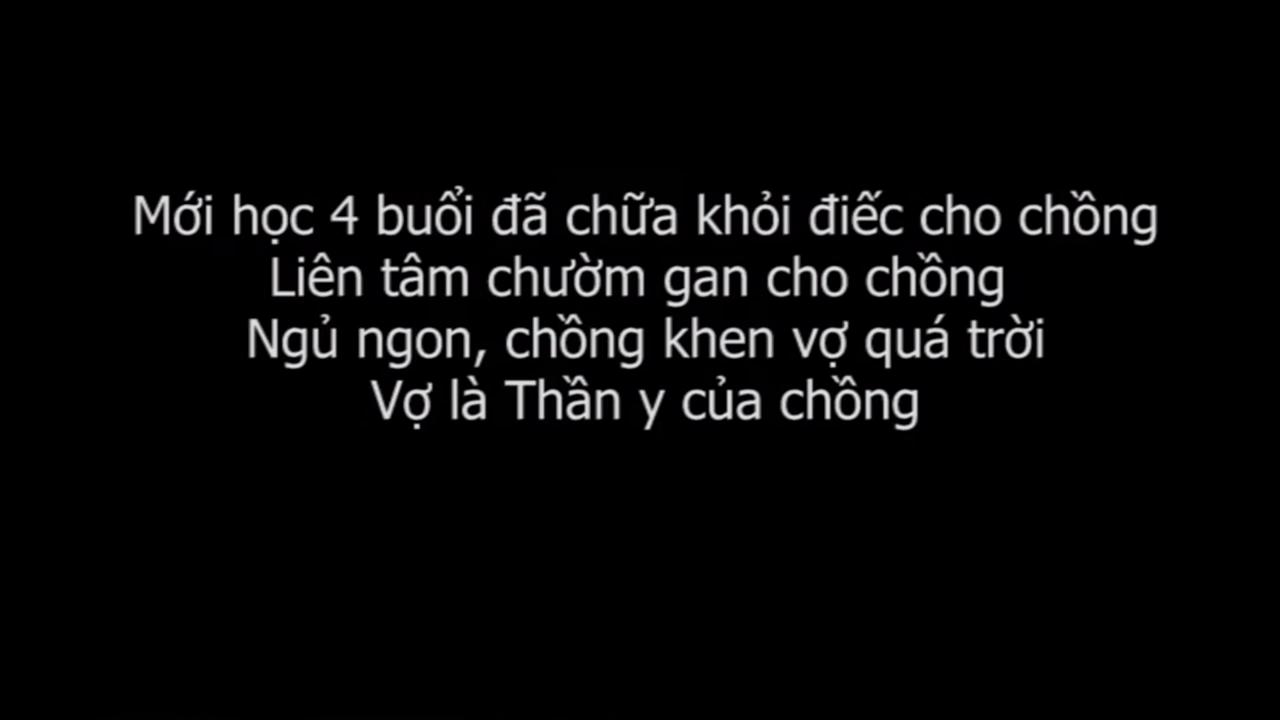 Mới học 4 buổi đã chữa khỏi điếc cho chồng
Liên tâm chườm gan cho chồng
Ngủ ngon, chồng khen vợ quá trời
Vợ là Thần y của chồng